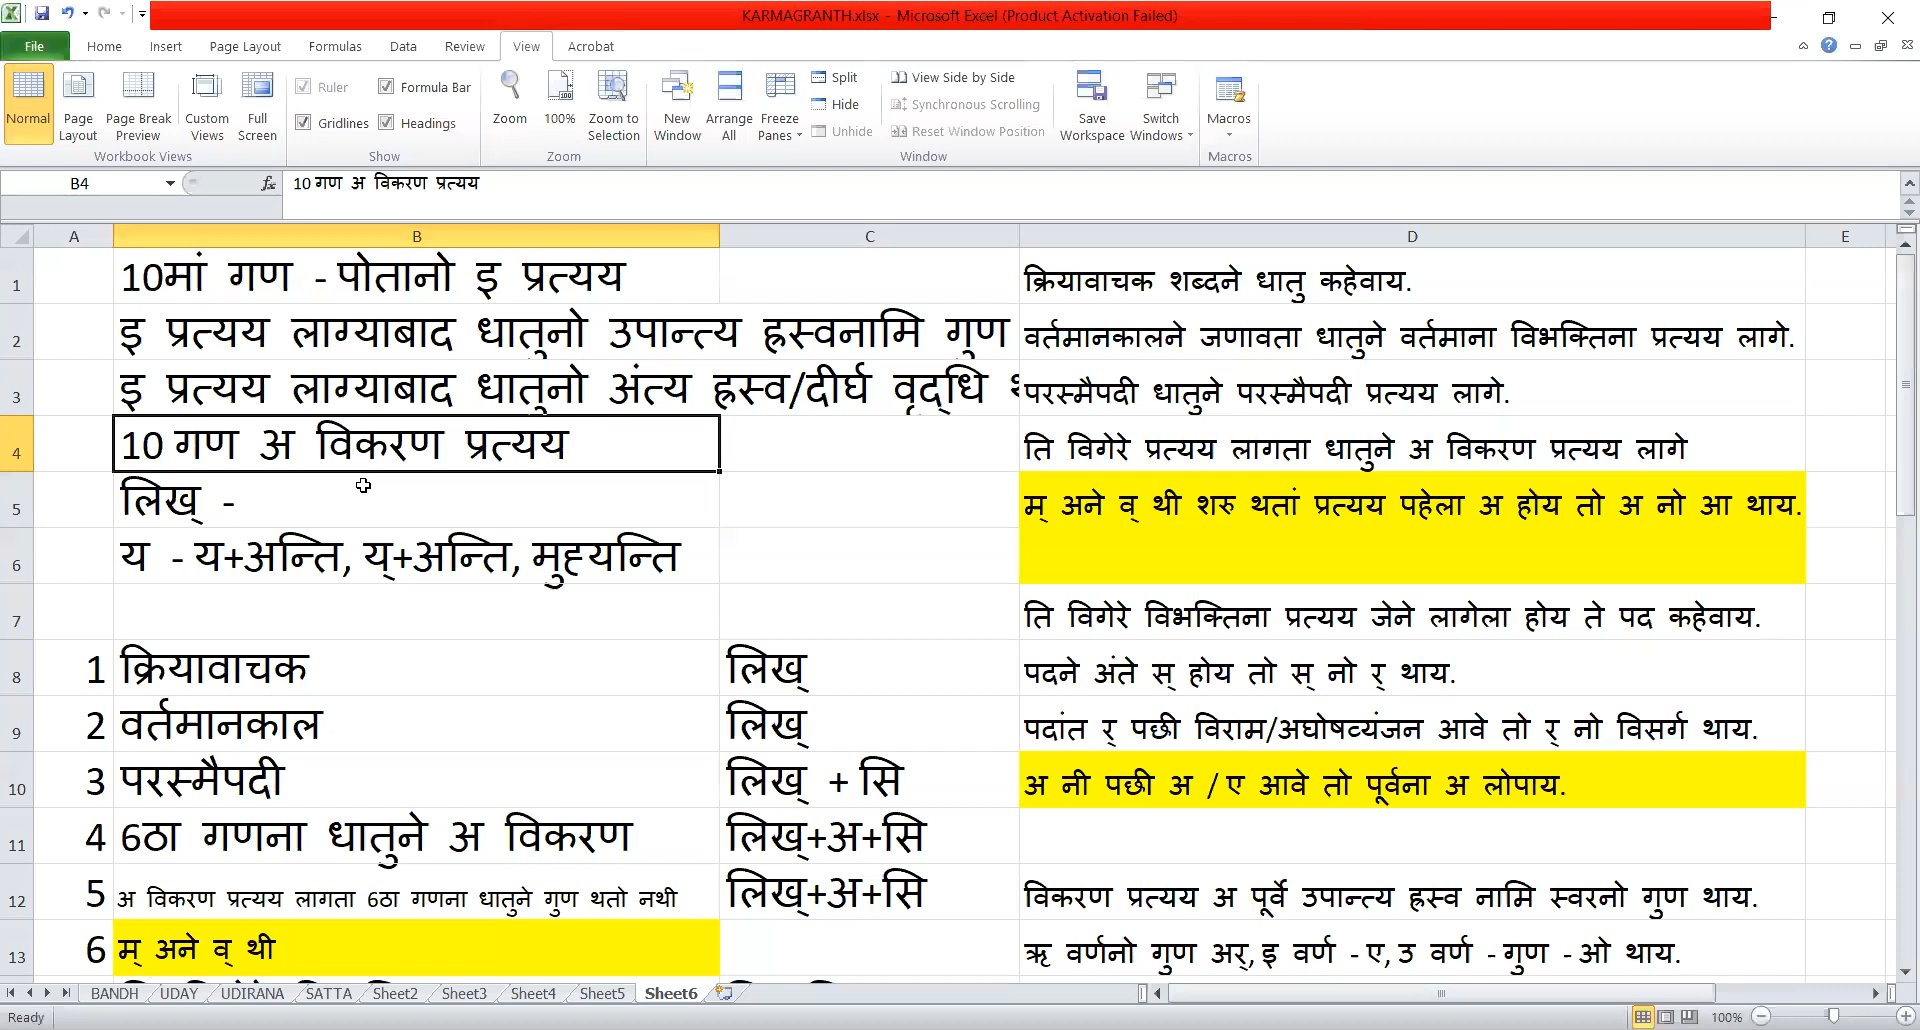 KARMAGRANTH.xlsx - Microsoft Excel (Product Activation Failed)
File Home Insert Page Layout Formulas Data Review View Acrobat
Normal Page Layout Page Break Preview Custom Views Full Screen
Workbook Views
Ruler Formula Bar
Gridlines Headings
Show
Zoom 100% Zoom to Selection
Zoom
New Window Arrange All Freeze Panes
Split
Hide
Unhide
View Side by Side
Synchronous Scrolling
Reset Window Position
Save Workspace Switch Windows
Window
Macros
Macros
B4 fx 10 गण अ विकरण प्रत्यय
A B C D E
1 10मां गण - पोतानो इ प्रत्यय क्रियावाचक शब्दने धातु कहेवाय.
2 इ प्रत्यय लाग्याबाद धातुनो उपान्त्य ह्रस्वनामि गुण वर्तमानकालने जणावता धातुने वर्तमाना विभक्तिना प्रत्यय लागे.
3 इ प्रत्यय लाग्याबाद धातुनो अंत्य ह्रस्व/दीर्घ वृद्धि परस्मैपदी धातुने परस्मैपदी प्रत्यय लागे.
4 10 गण अ विकरण प्रत्यय ति विगेरे प्रत्यय लागता धातुने अ विकरण प्रत्यय लागे
5 लिख् - म् अने व् थी शरु थतां प्रत्यय पहेला अ होय तो अ नो आ थाय.
6 य - य+अन्ति, य्+अन्ति, मुह्यन्ति
7 ति विगेरे विभक्तिना प्रत्यय जेने लागेला होय ते पद कहेवाय.
8 1 क्रियावाचक लिख् पदने अंते स् होय तो स् नो र् थाय.
9 2 वर्तमानकाल लिख् पदांत र् पछी विराम/अघोषव्यंजन आवे तो र् नो विसर्ग थाय.
10 3 परस्मैपदी लिख् + सि अ नी पछी अ / ए आवे तो पूर्वना अ लोपाय.
11 4 6ठा गणना धातुने अ विकरण लिख्+अ+सि
12 5 अ विकरण प्रत्यय लागता 6ठा गणना धातुने गुण थतो नथी लिख्+अ+सि विकरण प्रत्यय अ पूर्वे उपान्त्य ह्रस्व नामि स्वरनो गुण थाय.
13 6 म् अने व् थी ऋ वर्णनो गुण अर्, इ वर्ण - ए, उ वर्ण - गुण - ओ थाय.
BANDH UDAY UDIRANA SATTA Sheet2 Sheet3 Sheet4 Sheet5 Sheet6
Ready 100%